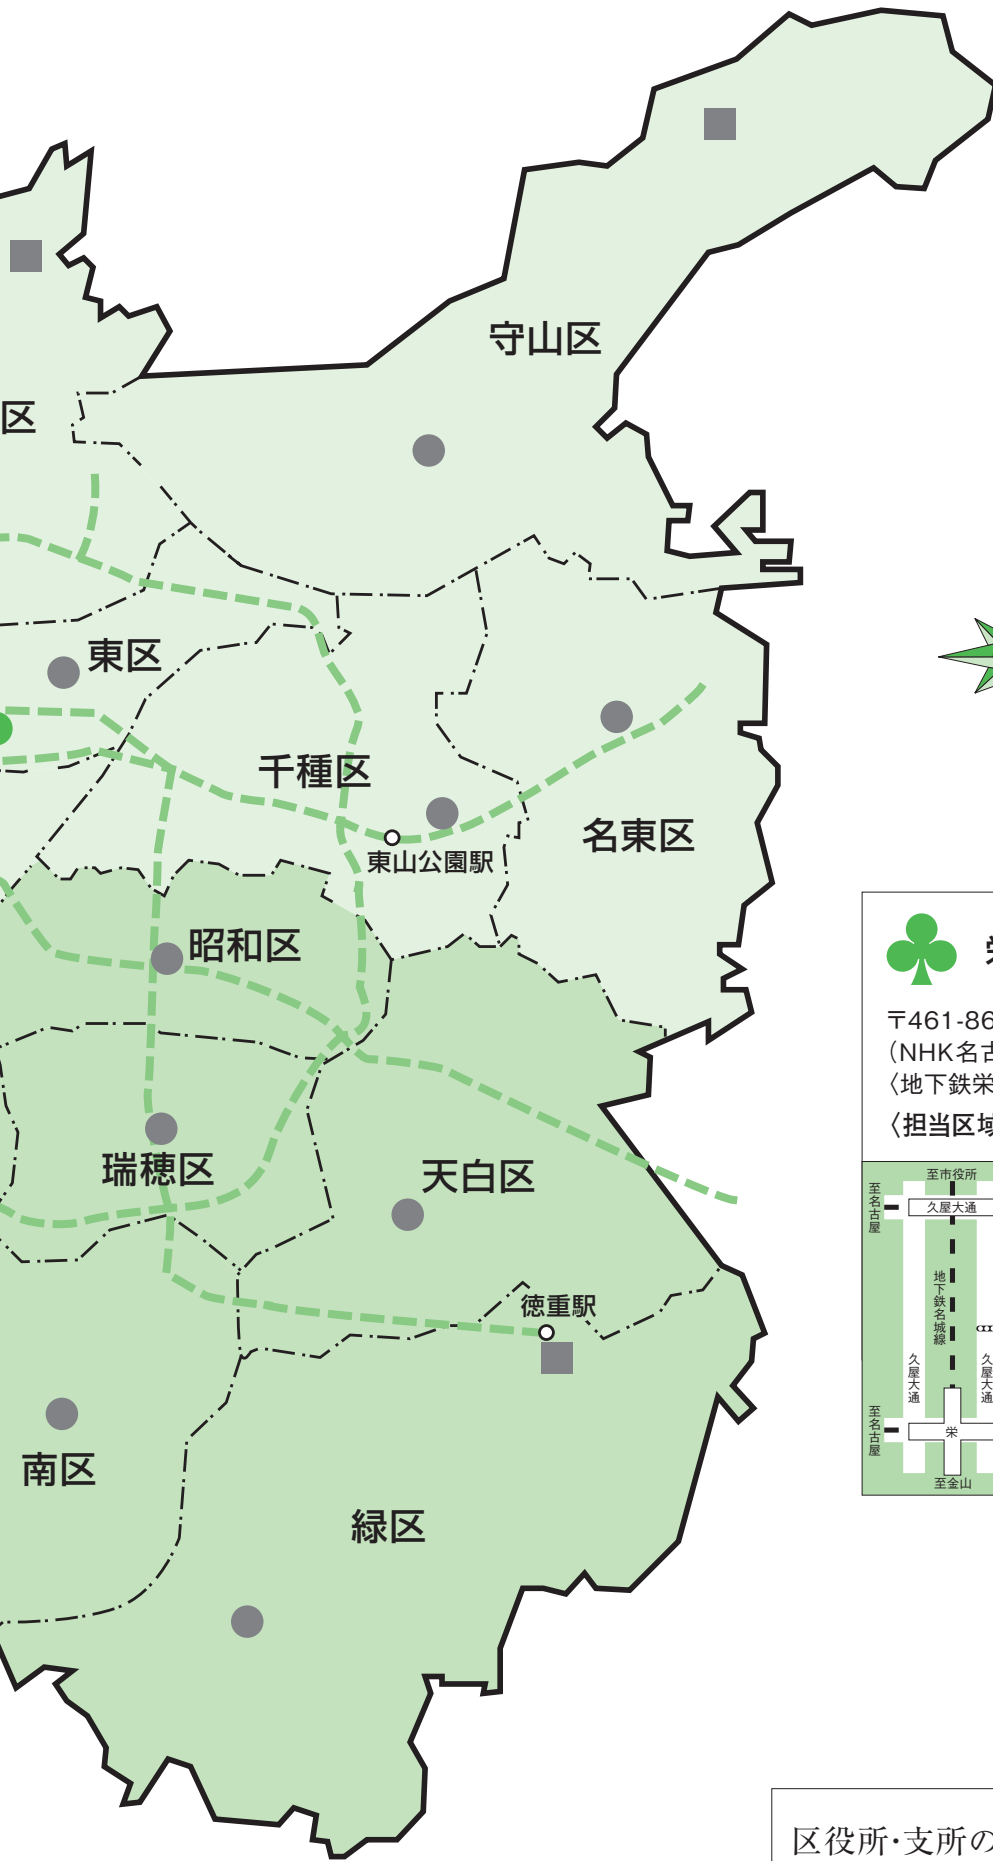 守山区
区
東区
千種区
東山公園駅
名東区
昭和区
瑞穂区
天白区
徳重駅
南区
緑区
〒461-86
（NHK名古
〈地下鉄栄
〈担当区域
至市役所
至名古屋
久屋大通
地下鉄名城線
久屋大通
久屋大通
至名古屋
栄
至金山
区役所・支所の